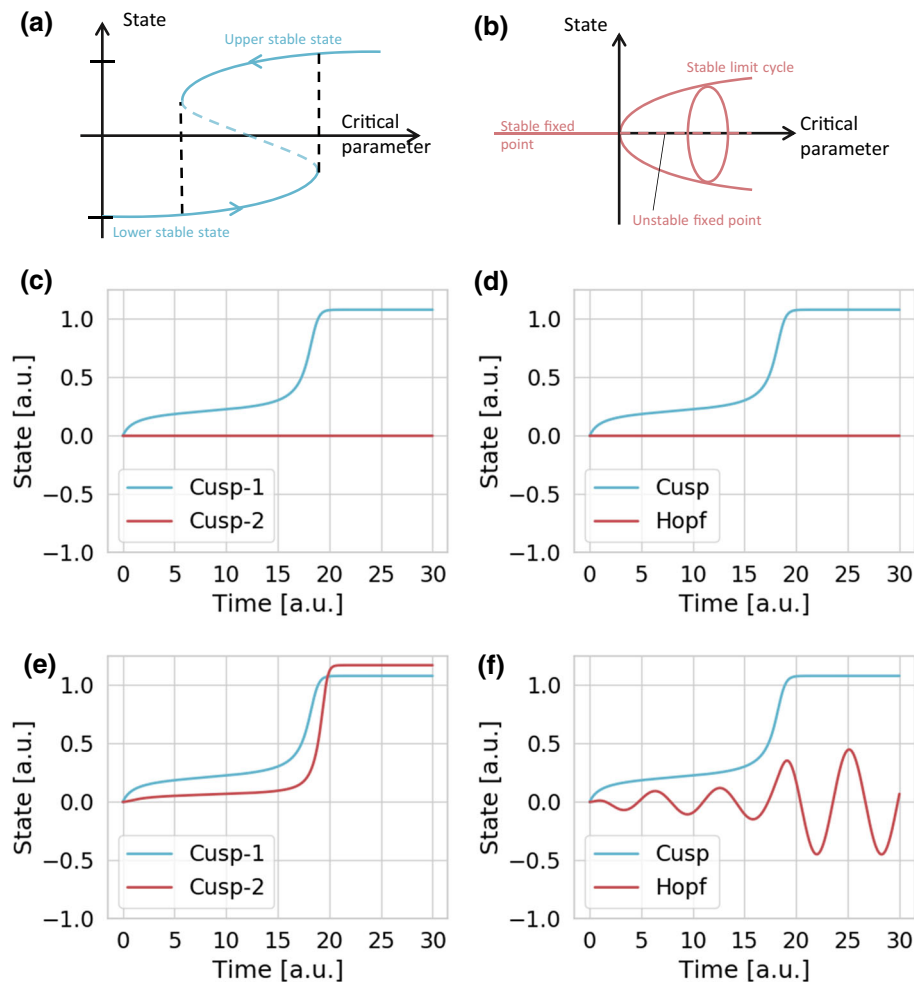 (a)
State
Upper stable state
Critical
parameter
Lower stable state
(b)
State
Stable limit cycle
Stable fixed
point
Critical
parameter
Unstable fixed point
(c)
State [a.u.]
1.0
0.5
0.0
−0.5
−1.0
Cusp-1
Cusp-2
0 5 10 15 20 25 30
Time [a.u.]
(d)
State [a.u.]
1.0
0.5
0.0
−0.5
−1.0
Cusp
Hopf
0 5 10 15 20 25 30
Time [a.u.]
(e)
State [a.u.]
1.0
0.5
0.0
−0.5
−1.0
Cusp-1
Cusp-2
0 5 10 15 20 25 30
Time [a.u.]
(f)
State [a.u.]
1.0
0.5
0.0
−0.5
−1.0
Cusp
Hopf
0 5 10 15 20 25 30
Time [a.u.]